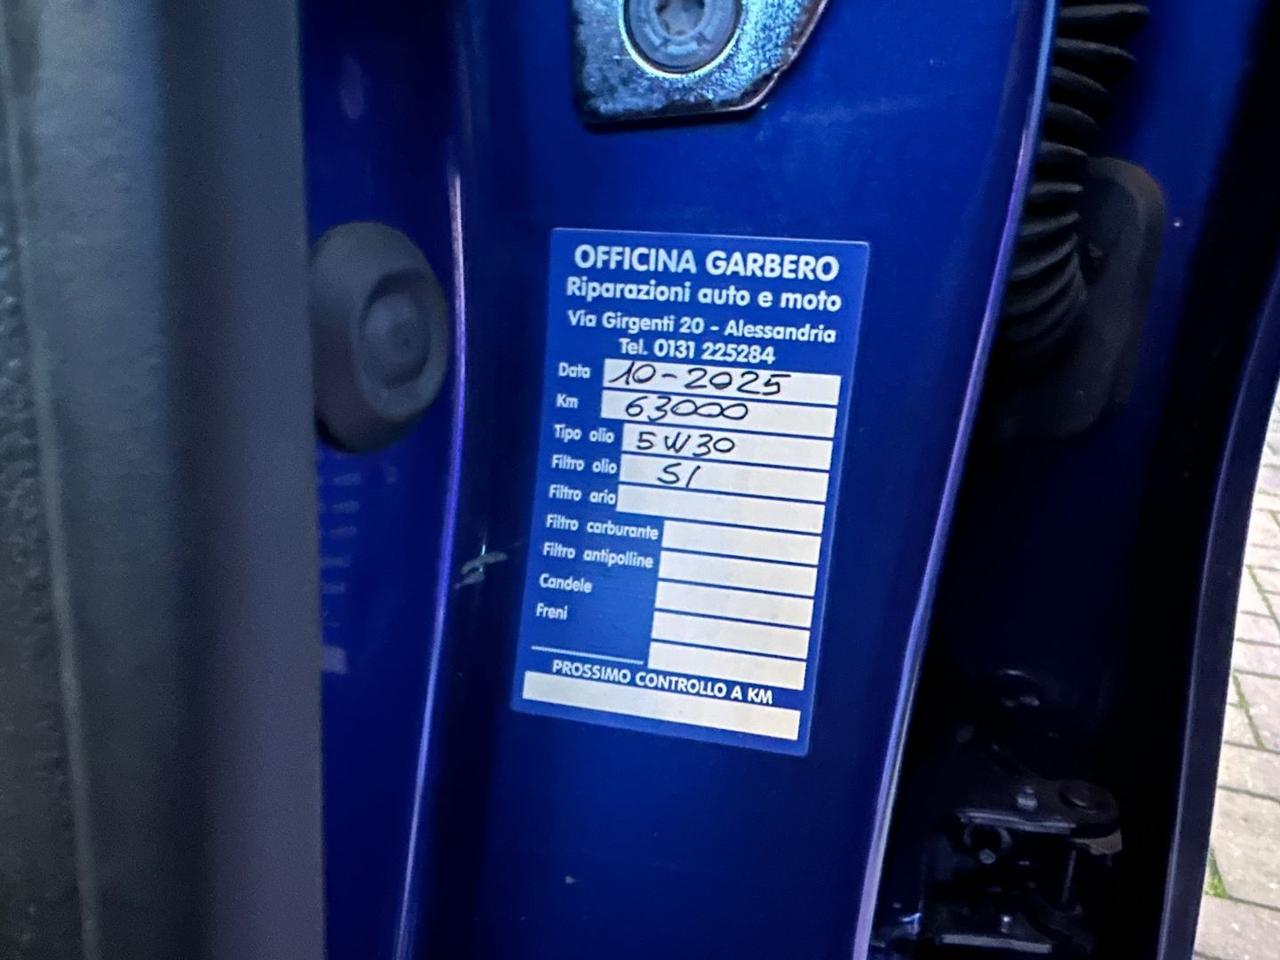 OFFICINA GARBERO
Riparazioni auto e moto
Via Girgenti 20 - Alessandria
Tel. 0131 225284
Data 10-2025
Km 63000
Tipo olio 5W30
Filtro olio SI
Filtro aria
Filtro carburante
Filtro antipolline
Candele
Freni
PROSSIMO CONTROLLO A KM